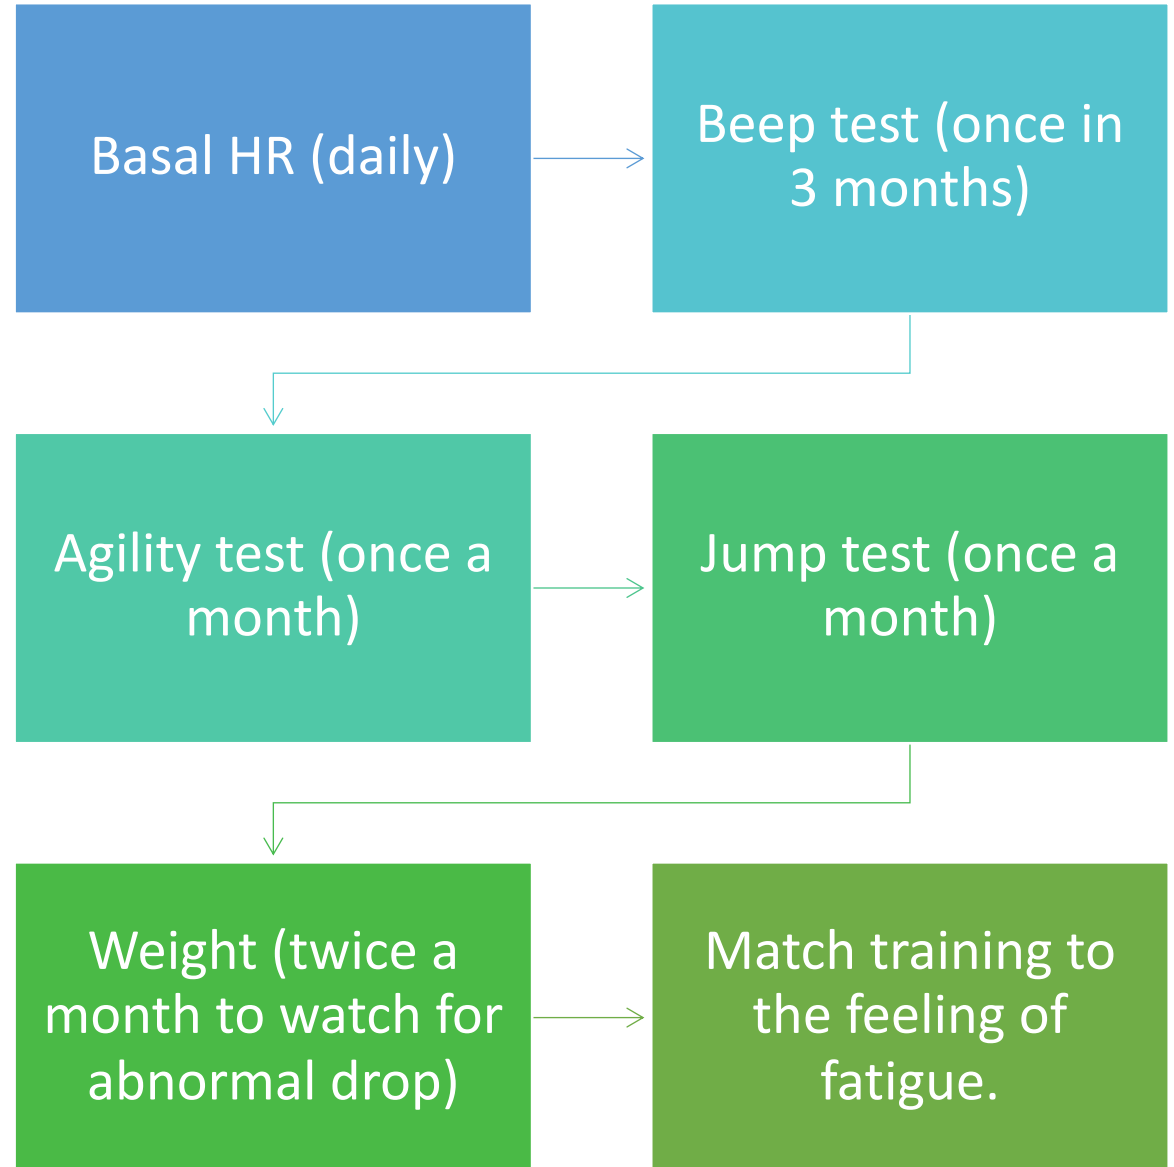 Basal HR (daily)
Beep test (once in
3 months)
Agility test (once a
month)
Jump test (once a
month)
Weight (twice a
month to watch for
abnormal drop)
Match training to
the feeling of
fatigue.